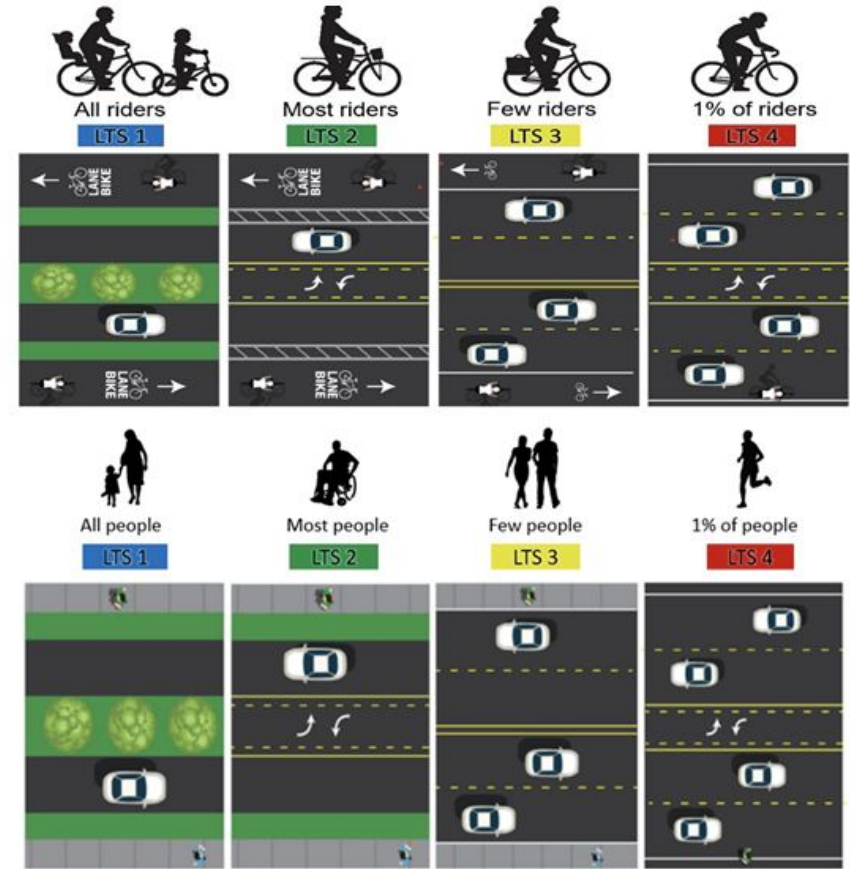 All riders
Most riders
Few riders
1% of riders
LTS 1
LTS 2
LTS 3
LTS 4
LANE
BIKE
LANE
BIKE
BIKE
LANE
BIKE
LANE
All people
Most people
Few people
1% of people
LTS 1
LTS 2
LTS 3
LTS 4